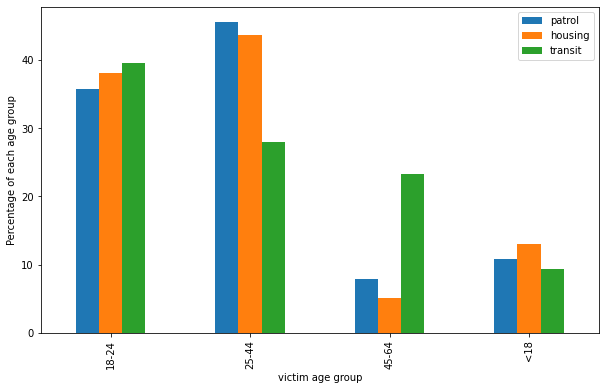 patrol
housing
transit
Percentage of each age group
40
30
20
10
0
18-24
25-44
45-64
<18
victim age group